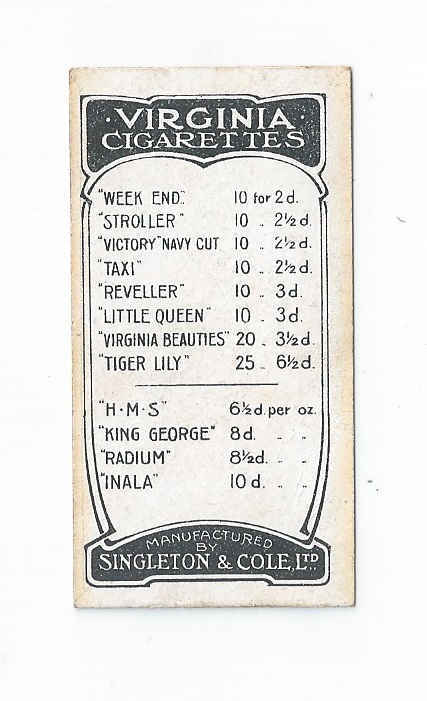 · VIRGINIA ·
CIGARETTES
"WEEK END". 10 for 2d.
"STROLLER" 10 .. 2½d.
"VICTORY" NAVY CUT 10 .. 2½d.
"TAXI" 10 .. 2½d.
"REVELLER" 10 .. 3d.
"LITTLE QUEEN" 10 .. 3d.
"VIRGINIA BEAUTIES" 20 .. 3½d.
"TIGER LILY" 25 .. 6½d.
"H·M·S" 6½d. per oz.
"KING GEORGE" 8d. .. ..
"RADIUM" 8½d. .. ..
"INALA" 10d. .. ..
MANUFACTURED
BY
SINGLETON & COLE, LTD.